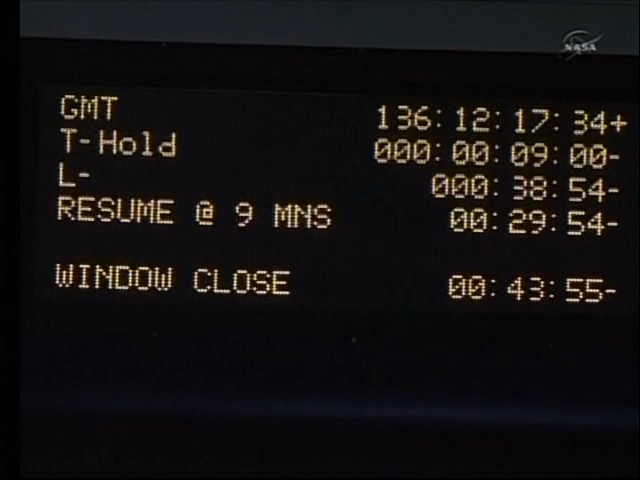 NASA
GMT 136:12:17:34+
T-Hold 000:00:09:00-
L- 000:38:54-
RESUME @ 9 MNS 00:29:54-
WINDOW CLOSE 00:43:55-